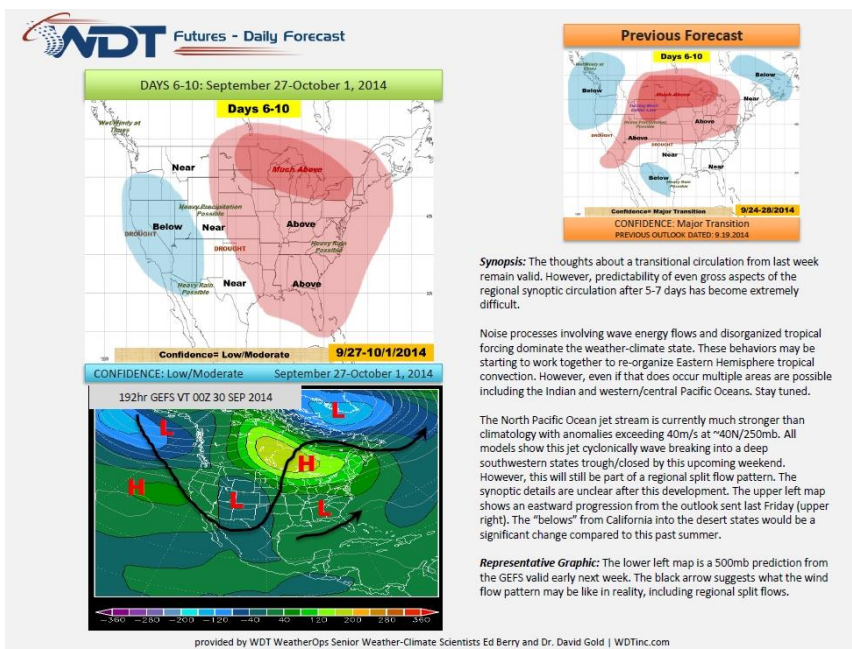 WDT Futures - Daily Forecast
DAYS 6-10: September 27-October 1, 2014
Days 6-10
Wet/Windy at
Times
Near
Much Above
Heavy Precipitation
Possible
Below
DROUGHT
Near
Above
DROUGHT
Heavy Rain
Possible
Heavy Rain
Possible
Near
Above
Confidence= Low/Moderate
9/27-10/1/2014
CONFIDENCE: Low/Moderate September 27-October 1, 2014
192hr GEFS VT 00Z 30 SEP 2014
L
L
H
H
L
L
-360 -280 -200 -120 -40 40 120 200 280 360
Previous Forecast
Days 6-10
Wet/Windy at
Times
Below
Below
Much Above
Near
Heavy Precipitation
Possible
Above
DROUGHT
Above
DROUGHT
Near
Near
Below
Heavy Rain
Possible
Confidence= Major Transition
9/24-28/2014
CONFIDENCE: Major Transition
PREVIOUS OUTLOOK DATED: 9.19.2014
Synopsis: The thoughts about a transitional circulation from last week
remain valid. However, predictability of even gross aspects of the
regional synoptic circulation after 5-7 days has become extremely
difficult.
Noise processes involving wave energy flows and disorganized tropical
forcing dominate the weather-climate state. These behaviors may be
starting to work together to re-organize Eastern Hemisphere tropical
convection. However, even if that does occur multiple areas are possible
including the Indian and western/central Pacific Oceans. Stay tuned.
The North Pacific Ocean jet stream is currently much stronger than
climatology with anomalies exceeding 40m/s at ~40N/250mb. All
models show this jet cyclonically wave breaking into a deep
southwestern states trough/closed by this upcoming weekend.
However, this will still be part of a regional split flow pattern. The
synoptic details are unclear after this development. The upper left map
shows an eastward progression from the outlook sent last Friday (upper
right). The “belows” from California into the desert states would be a
significant change compared to this past summer.
Representative Graphic: The lower left map is a 500mb prediction from
the GEFS valid early next week. The black arrow suggests what the wind
flow pattern may be like in reality, including regional split flows.
provided by WDT WeatherOps Senior Weather-Climate Scientists Ed Berry and Dr. David Gold | WDTinc.com